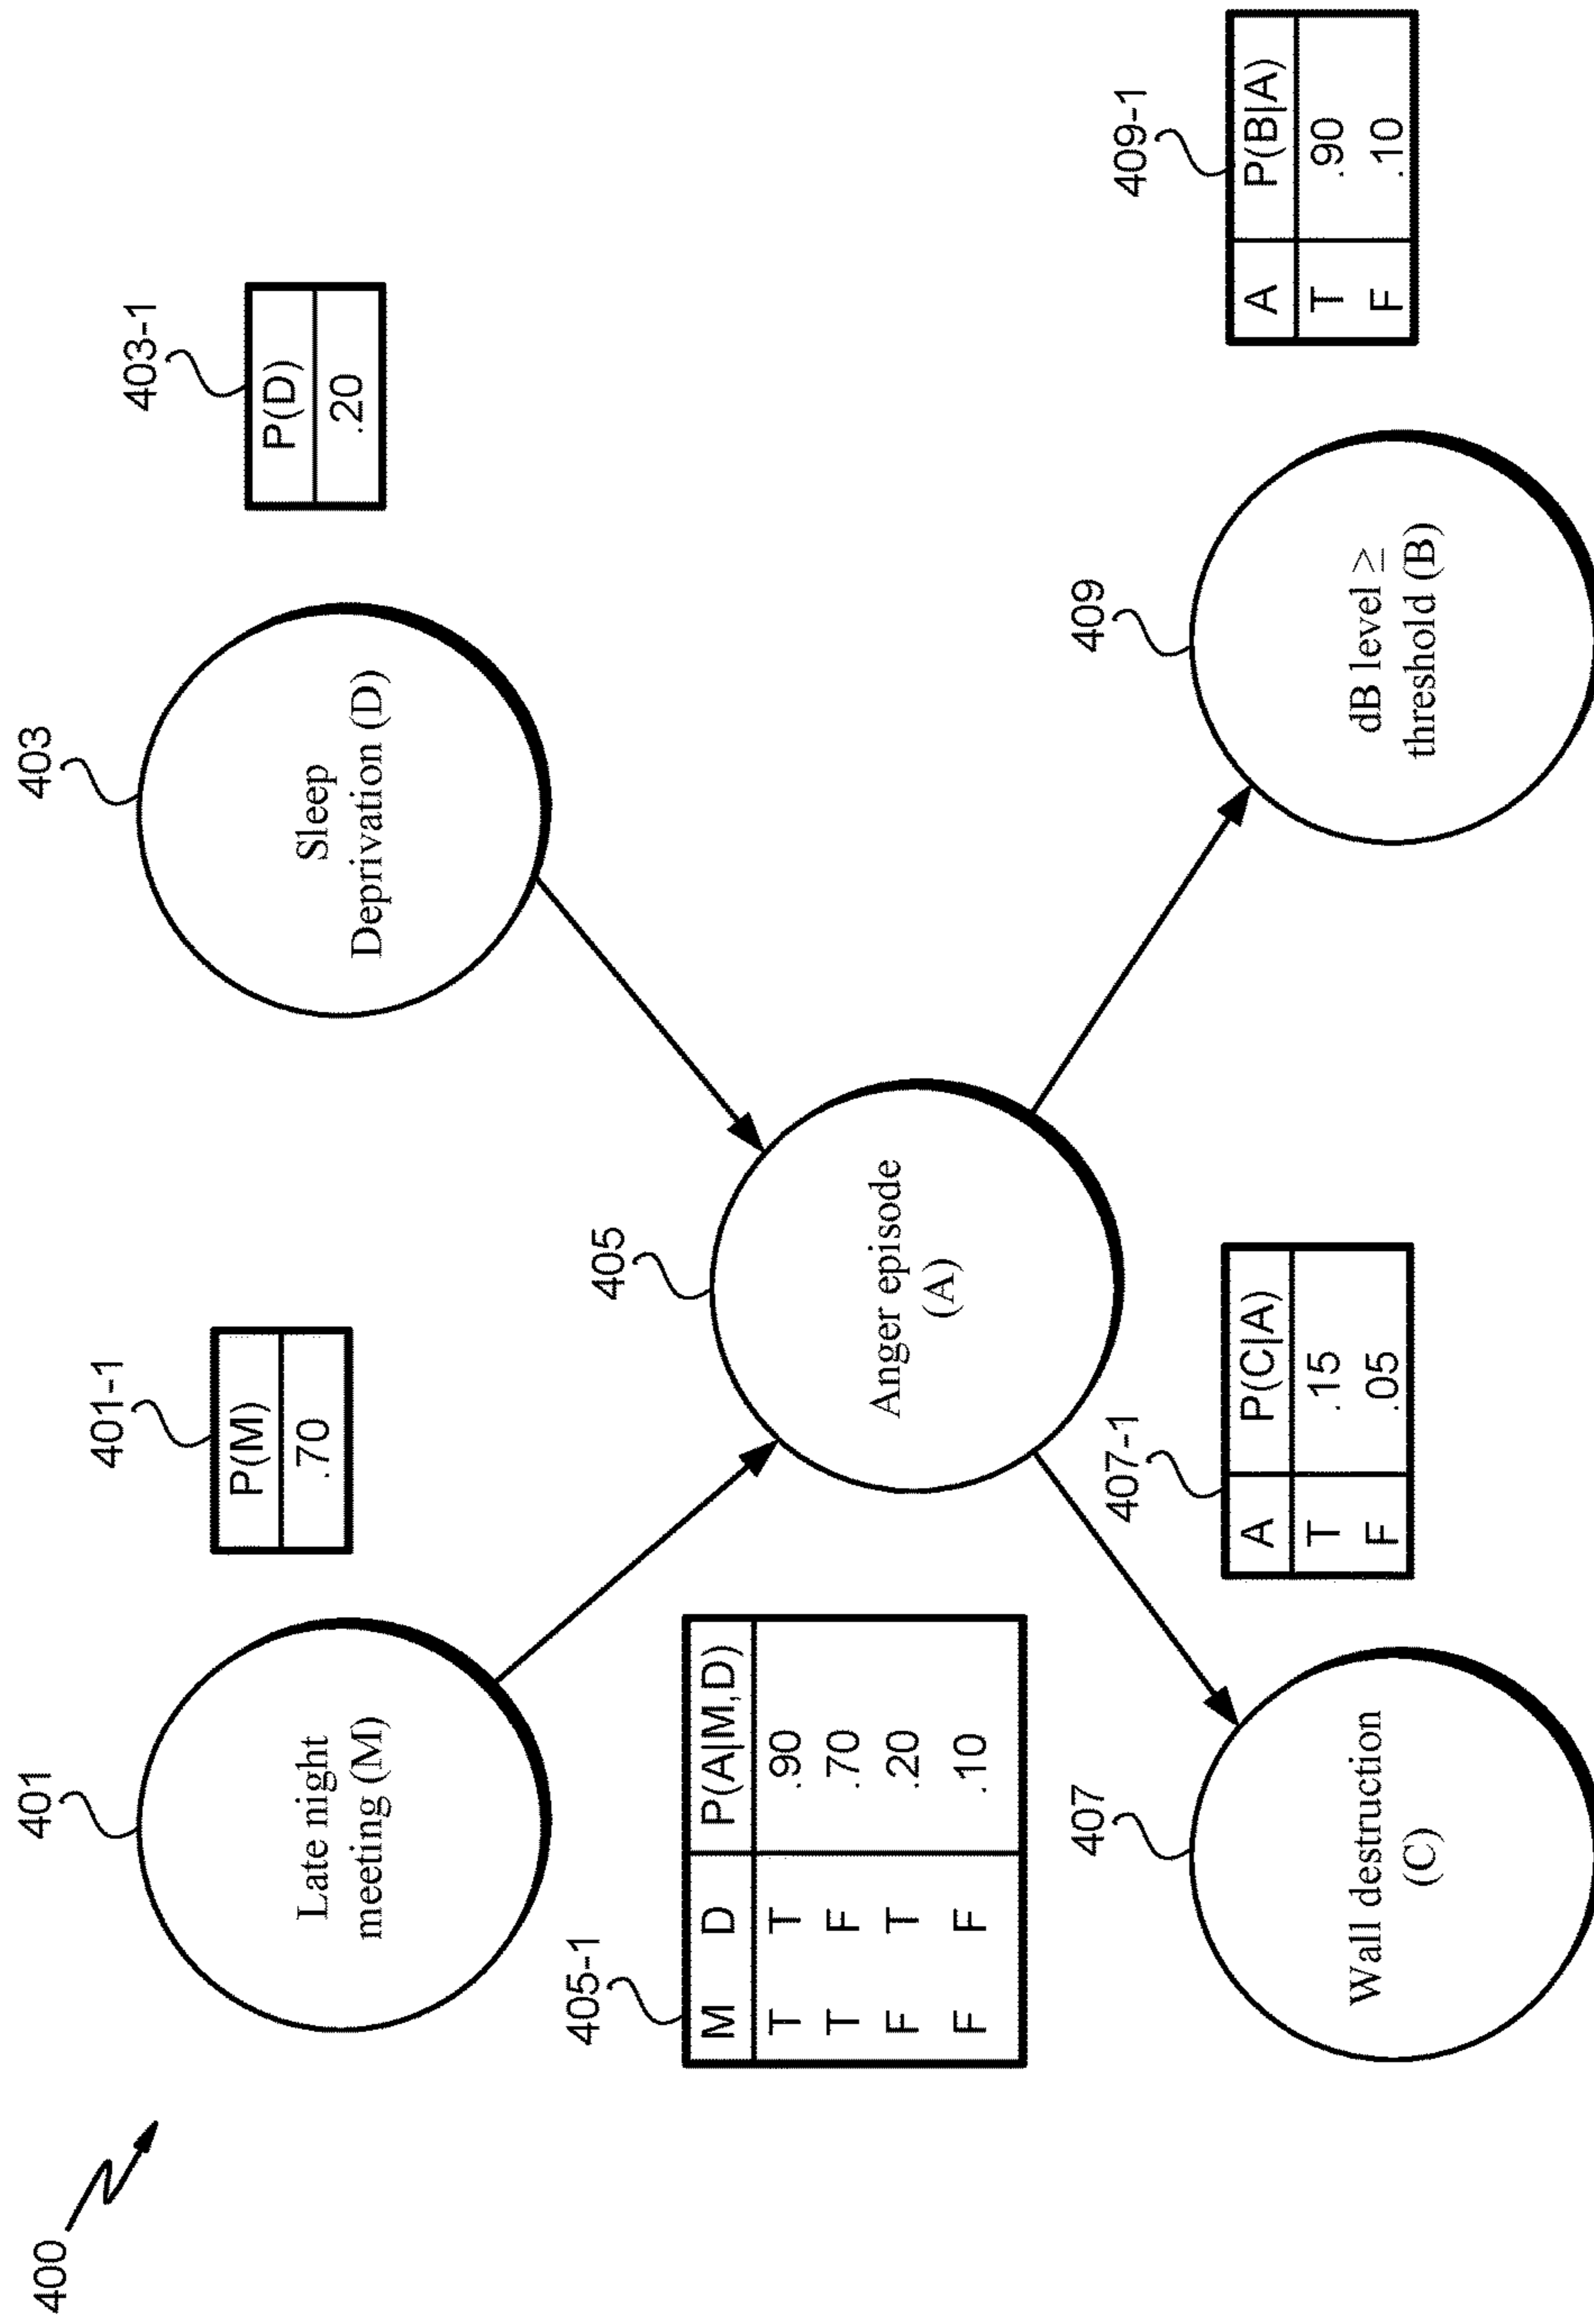 400
401
Late night
meeting (M)
401-1
P(M)
.70
403
Sleep
Deprivation (D)
403-1
P(D)
.20
405-1
M D P(A|M,D)
T T .90
T F .70
F T .20
F F .10
405
Anger episode
(A)
407
Wall destruction
(C)
407-1
A P(C|A)
T .15
F .05
409
dB level ≥
threshold (B)
409-1
A P(B|A)
T .90
F .10